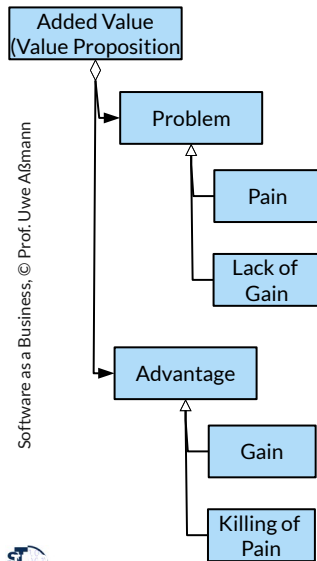 Added Value
(Value Proposition
Problem
Pain
Lack of
Gain
Advantage
Gain
Killing of
Pain
Software as a Business, © Prof. Uwe Aßmann
ST